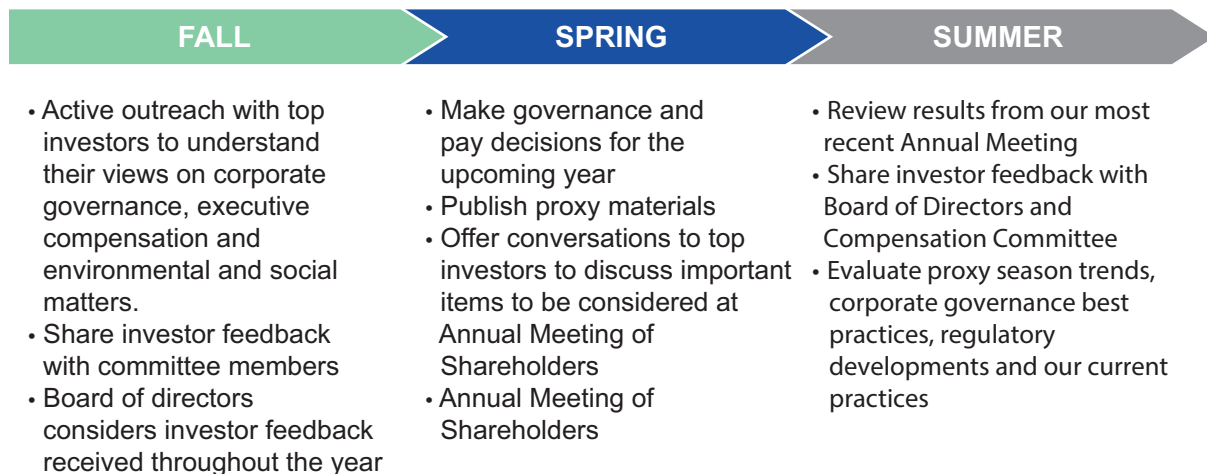 FALL
SPRING
SUMMER
• Active outreach with top
investors to understand
their views on corporate
governance, executive
compensation and
environmental and social
matters.
• Share investor feedback
with committee members
• Board of directors
considers investor feedback
received throughout the year
• Make governance and
pay decisions for the
upcoming year
• Publish proxy materials
• Offer conversations to top
investors to discuss important
items to be considered at
Annual Meeting of
Shareholders
• Annual Meeting of
Shareholders
• Review results from our most
recent Annual Meeting
• Share investor feedback with
Board of Directors and
Compensation Committee
• Evaluate proxy season trends,
corporate governance best
practices, regulatory
developments and our current
practices